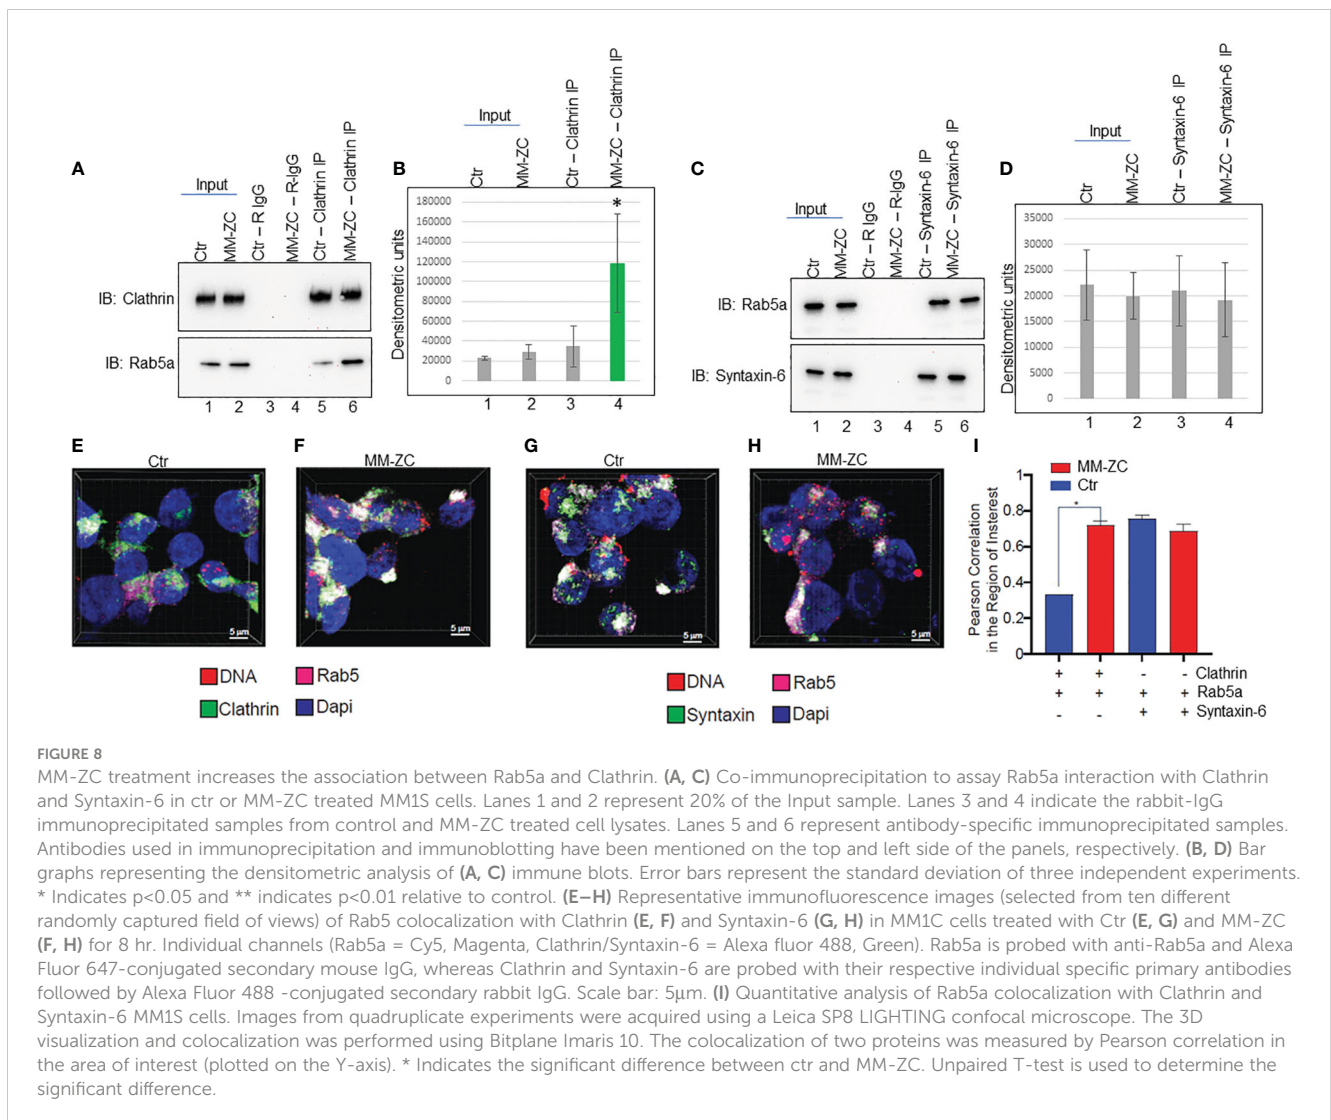 A
Input
Ctr
MM-ZC
Ctr – R IgG
MM-ZC – R-IgG
Ctr – Clathrin IP
MM-ZC – Clathrin IP
IB: Clathrin
IB: Rab5a
1 2 3 4 5 6
B
Input
Ctr
MM-ZC
Ctr – Clathrin IP
MM-ZC – Clathrin IP
Densitometric units
180000
160000
140000
120000
100000
80000
60000
40000
20000
0
*
1 2 3 4
C
Input
Ctr
MM-ZC
Ctr – R IgG
MM-ZC – R-IgG
Ctr – Syntaxin-6 IP
MM-ZC – Syntaxin-6 IP
IB: Rab5a
IB: Syntaxin-6
1 2 3 4 5 6
D
Input
Ctr
MM-ZC
Ctr – Syntaxin-6 IP
MM-ZC – Syntaxin-6 IP
Densitometric units
35000
30000
25000
20000
15000
10000
5000
0
1 2 3 4
E
Ctr
5 µm
F
MM-ZC
5 µm
DNA Rab5
Clathrin Dapi
G
Ctr
5 µm
H
MM-ZC
5 µm
DNA Rab5
Syntaxin Dapi
I
MM-ZC
Ctr
Pearson Correlation
in the Region of Insterest
1
0.8
0.6
0.4
0.2
0
*
+ + - - Clathrin
+ + + + Rab5a
- - + + Syntaxin-6
FIGURE 8
MM-ZC treatment increases the association between Rab5a and Clathrin. (A, C) Co-immunoprecipitation to assay Rab5a interaction with Clathrin
and Syntaxin-6 in ctr or MM-ZC treated MM1S cells. Lanes 1 and 2 represent 20% of the Input sample. Lanes 3 and 4 indicate the rabbit-IgG
immunoprecipitated samples from control and MM-ZC treated cell lysates. Lanes 5 and 6 represent antibody-specific immunoprecipitated samples.
Antibodies used in immunoprecipitation and immunoblotting have been mentioned on the top and left side of the panels, respectively. (B, D) Bar
graphs representing the densitometric analysis of (A, C) immune blots. Error bars represent the standard deviation of three independent experiments.
* Indicates p<0.05 and ** indicates p<0.01 relative to control. (E–H) Representative immunofluorescence images (selected from ten different
randomly captured field of views) of Rab5 colocalization with Clathrin (E, F) and Syntaxin-6 (G, H) in MM1C cells treated with Ctr (E, G) and MM-ZC
(F, H) for 8 hr. Individual channels (Rab5a = Cy5, Magenta, Clathrin/Syntaxin-6 = Alexa fluor 488, Green). Rab5a is probed with anti-Rab5a and Alexa
Fluor 647-conjugated secondary mouse IgG, whereas Clathrin and Syntaxin-6 are probed with their respective individual specific primary antibodies
followed by Alexa Fluor 488 -conjugated secondary rabbit IgG. Scale bar: 5µm. (I) Quantitative analysis of Rab5a colocalization with Clathrin and
Syntaxin-6 MM1S cells. Images from quadruplicate experiments were acquired using a Leica SP8 LIGHTING confocal microscope. The 3D
visualization and colocalization was performed using Bitplane Imaris 10. The colocalization of two proteins was measured by Pearson correlation in
the area of interest (plotted on the Y-axis). * Indicates the significant difference between ctr and MM-ZC. Unpaired T-test is used to determine the
significant difference.